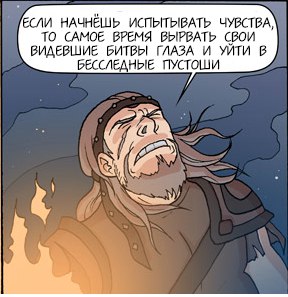 ЕСЛИ НАЧНЁШЬ ИСПЫТЫВАТЬ ЧУВСТВА,
ТО САМОЕ ВРЕМЯ ВЫРВАТЬ СВОИ
ВИДЕВШИЕ БИТВЫ ГЛАЗА И УЙТИ В
БЕССЛЕДНЫЕ ПУСТОШИ